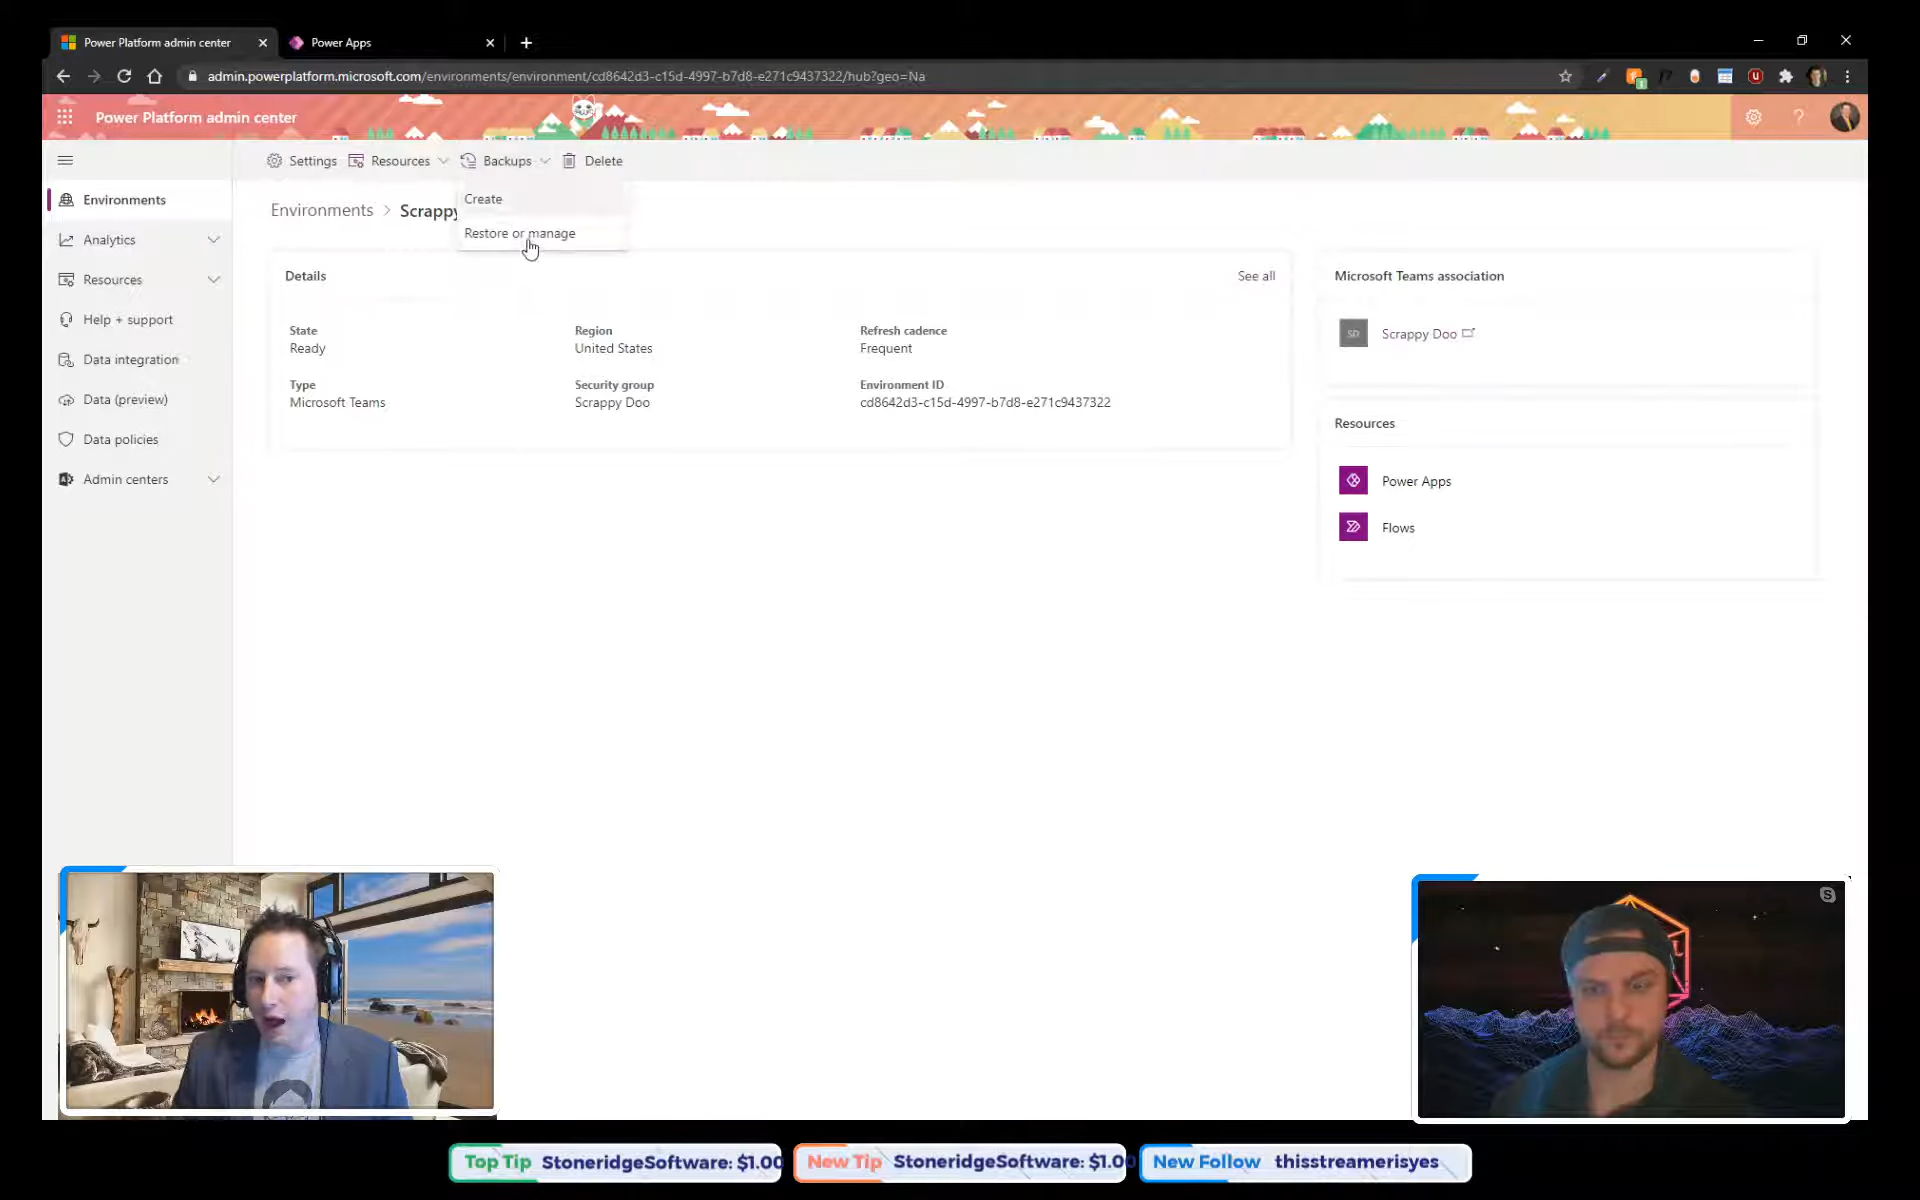 Power Platform admin center
Power Apps
admin.powerplatform.microsoft.com/environments/environment/cd8642d3-c15d-4997-b7d8-e271c9437322/hub?geo=Na
Power Platform admin center
Settings
Resources
Backups
Delete
Create
Restore or manage
Environments
Analytics
Resources
Help + support
Data integration
Data (preview)
Data policies
Admin centers
Environments > Scrappy
Details
See all
State
Ready
Region
United States
Refresh cadence
Frequent
Type
Microsoft Teams
Security group
Scrappy Doo
Environment ID
cd8642d3-c15d-4997-b7d8-e271c9437322
Microsoft Teams association
SD
Scrappy Doo
Resources
Power Apps
Flows
Top Tip StoneridgeSoftware: $1.00
New Tip StoneridgeSoftware: $1.00
New Follow thisstreamerisyes